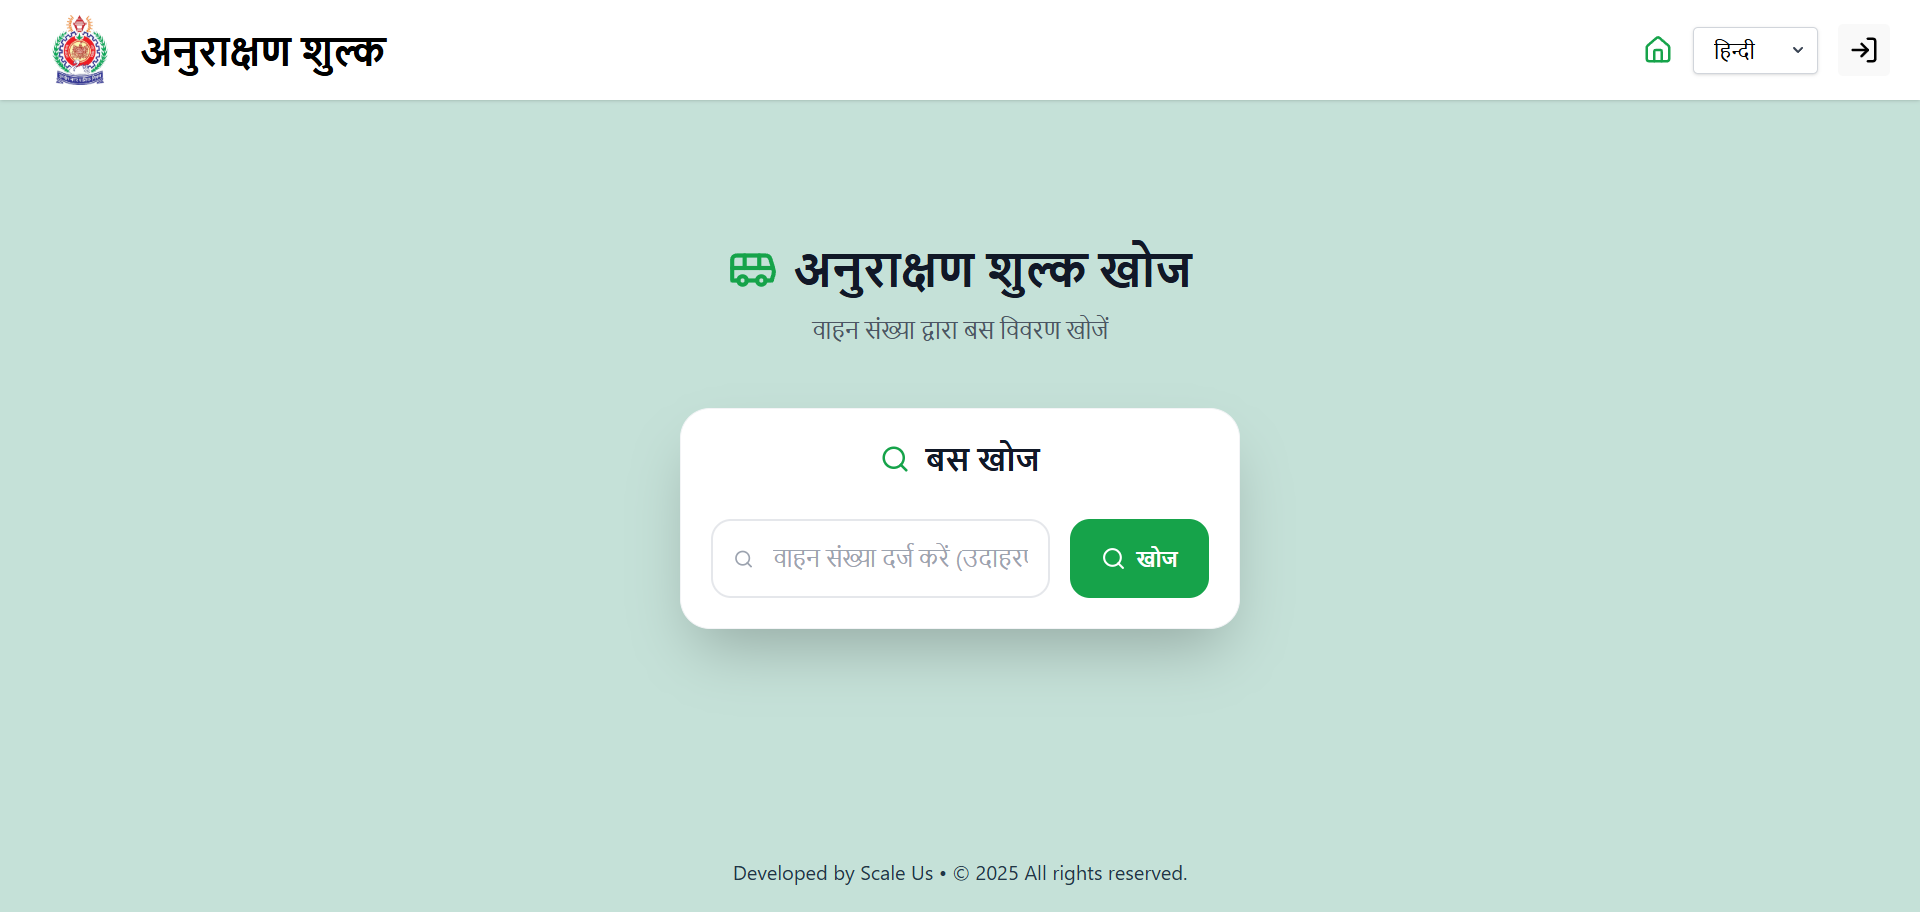 अनुराक्षण शुल्क
हिन्दी
अनुराक्षण शुल्क खोज
वाहन संख्या द्वारा बस विवरण खोजें
बस खोज
वाहन संख्या दर्ज करें (उदाहरण
खोज
Developed by Scale Us • © 2025 All rights reserved.